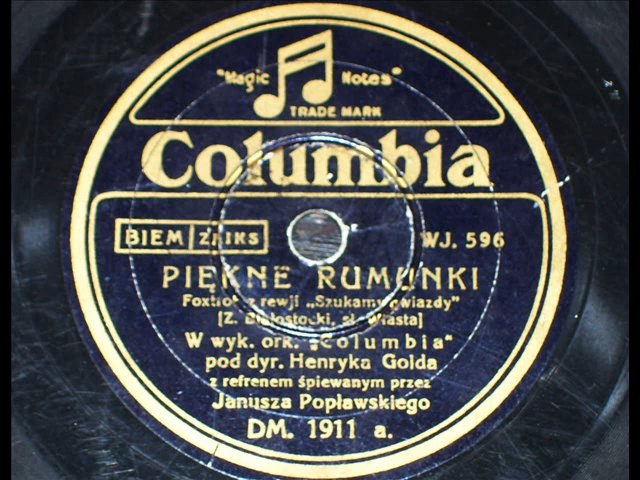 "Magic Notes"
TRADE MARK
Columbia
BIEM ZAIKS WJ. 596
PIĘKNE RUMUNKI
Foxtrot z rewji „Szukamy gwiazdy"
[Z. Białostocki, sł. Własta]
W wyk. ork. „Columbia"
pod dyr. Henryka Golda
z refrenem śpiewanym przez
Janusza Popławskiego
DM. 1911 a.